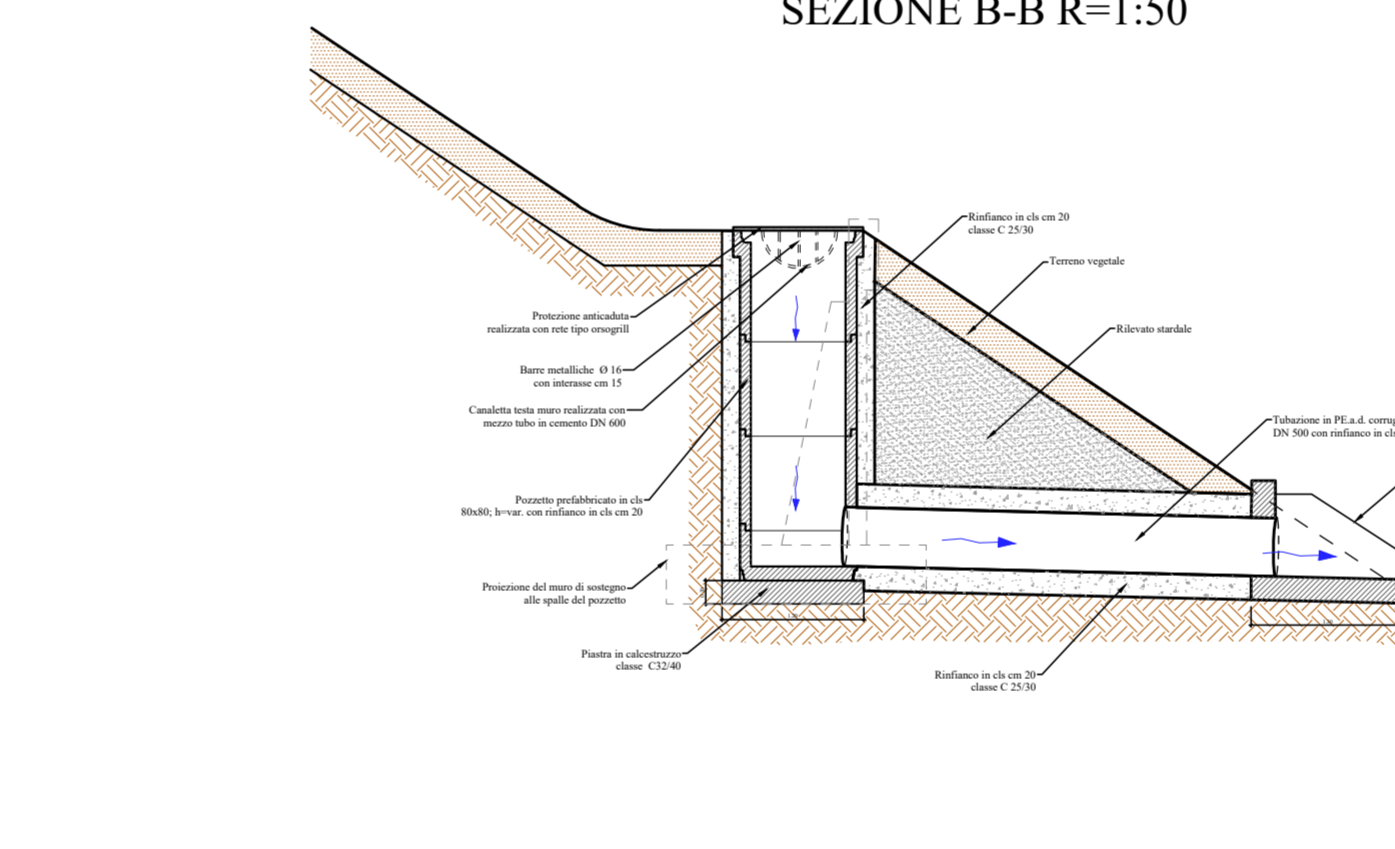 SEZIONE B-B R=1:50
Rinfianco in cls cm 20
classe C 25/30
Terreno vegetale
Protezione anticaduta
realizzata con rete tipo orsogrill
Rilevato stardale
Barre metalliche Ø 16
con interasse cm 15
Canaletta testa muro realizzata con
mezzo tubo in cemento DN 600
Tubazione in PE.a.d. corrug
DN 500 con rinfianco in cls
Pozzetto prefabbricato in cls
80x80; h=var. con rinfianco in cls cm 20
Proiezione del muro di sostegno
alle spalle del pozzetto
Piastra in calcestruzzo
classe C32/40
Rinfianco in cls cm 20
classe C 25/30